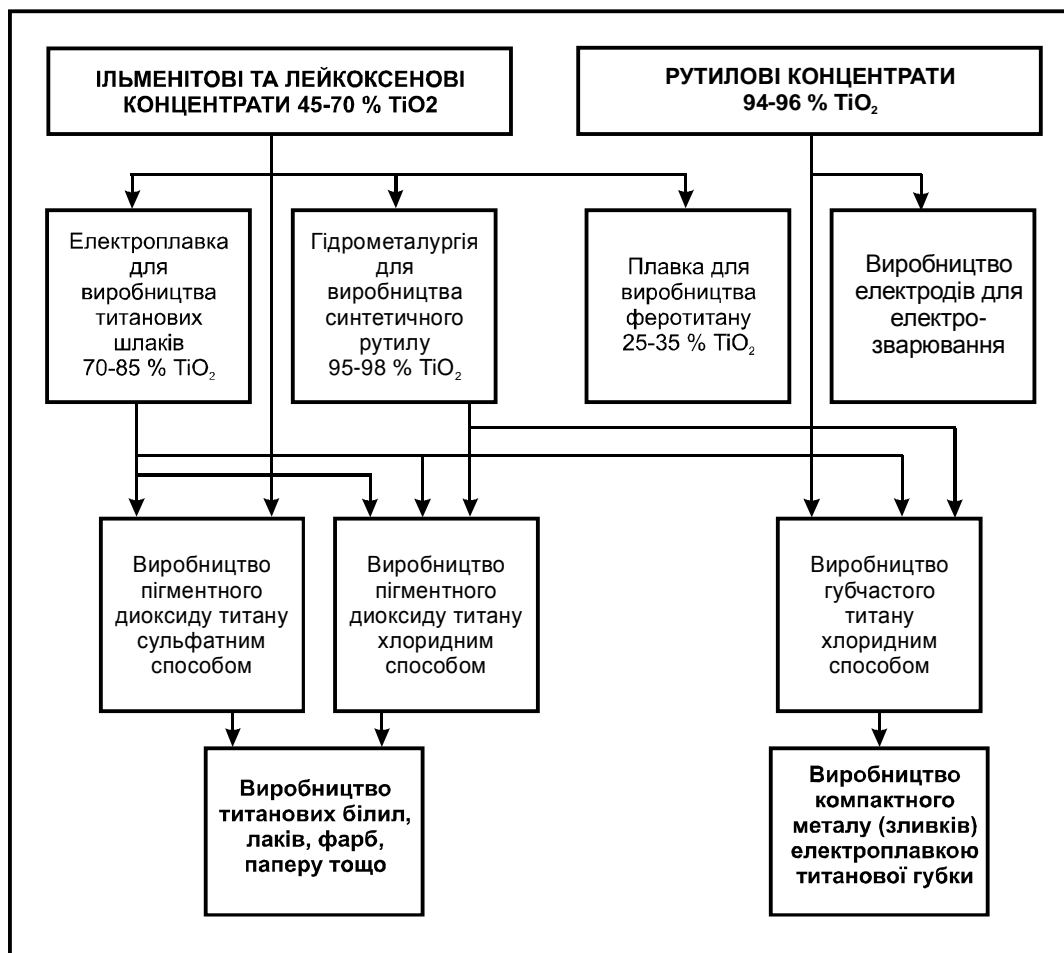 ІЛЬМЕНІТОВІ ТА ЛЕЙКОКСЕНОВІ
КОНЦЕНТРАТИ 45-70 % TiO2
РУТИЛОВІ КОНЦЕНТРАТИ
94-96 % TiO₂
Електроплавка
для
виробництва
титанових
шлаків
70-85 % TiO₂
Гідрометалургія
для
виробництва
синтетичного
рутилу
95-98 % TiO₂
Плавка для
виробництва
феротитану
25-35 % TiO₂
Виробництво
електродів для
електро-
зварювання
Виробництво
пігментного
диоксиду титану
сульфатним
способом
Виробництво
пігментного
диоксиду титану
хлоридним
способом
Виробництво
губчастого
титану
хлоридним
способом
Виробництво
титанових білил,
лаків, фарб,
паперу тощо
Виробництво
компактного
металу (зливків)
електроплавкою
титанової губки